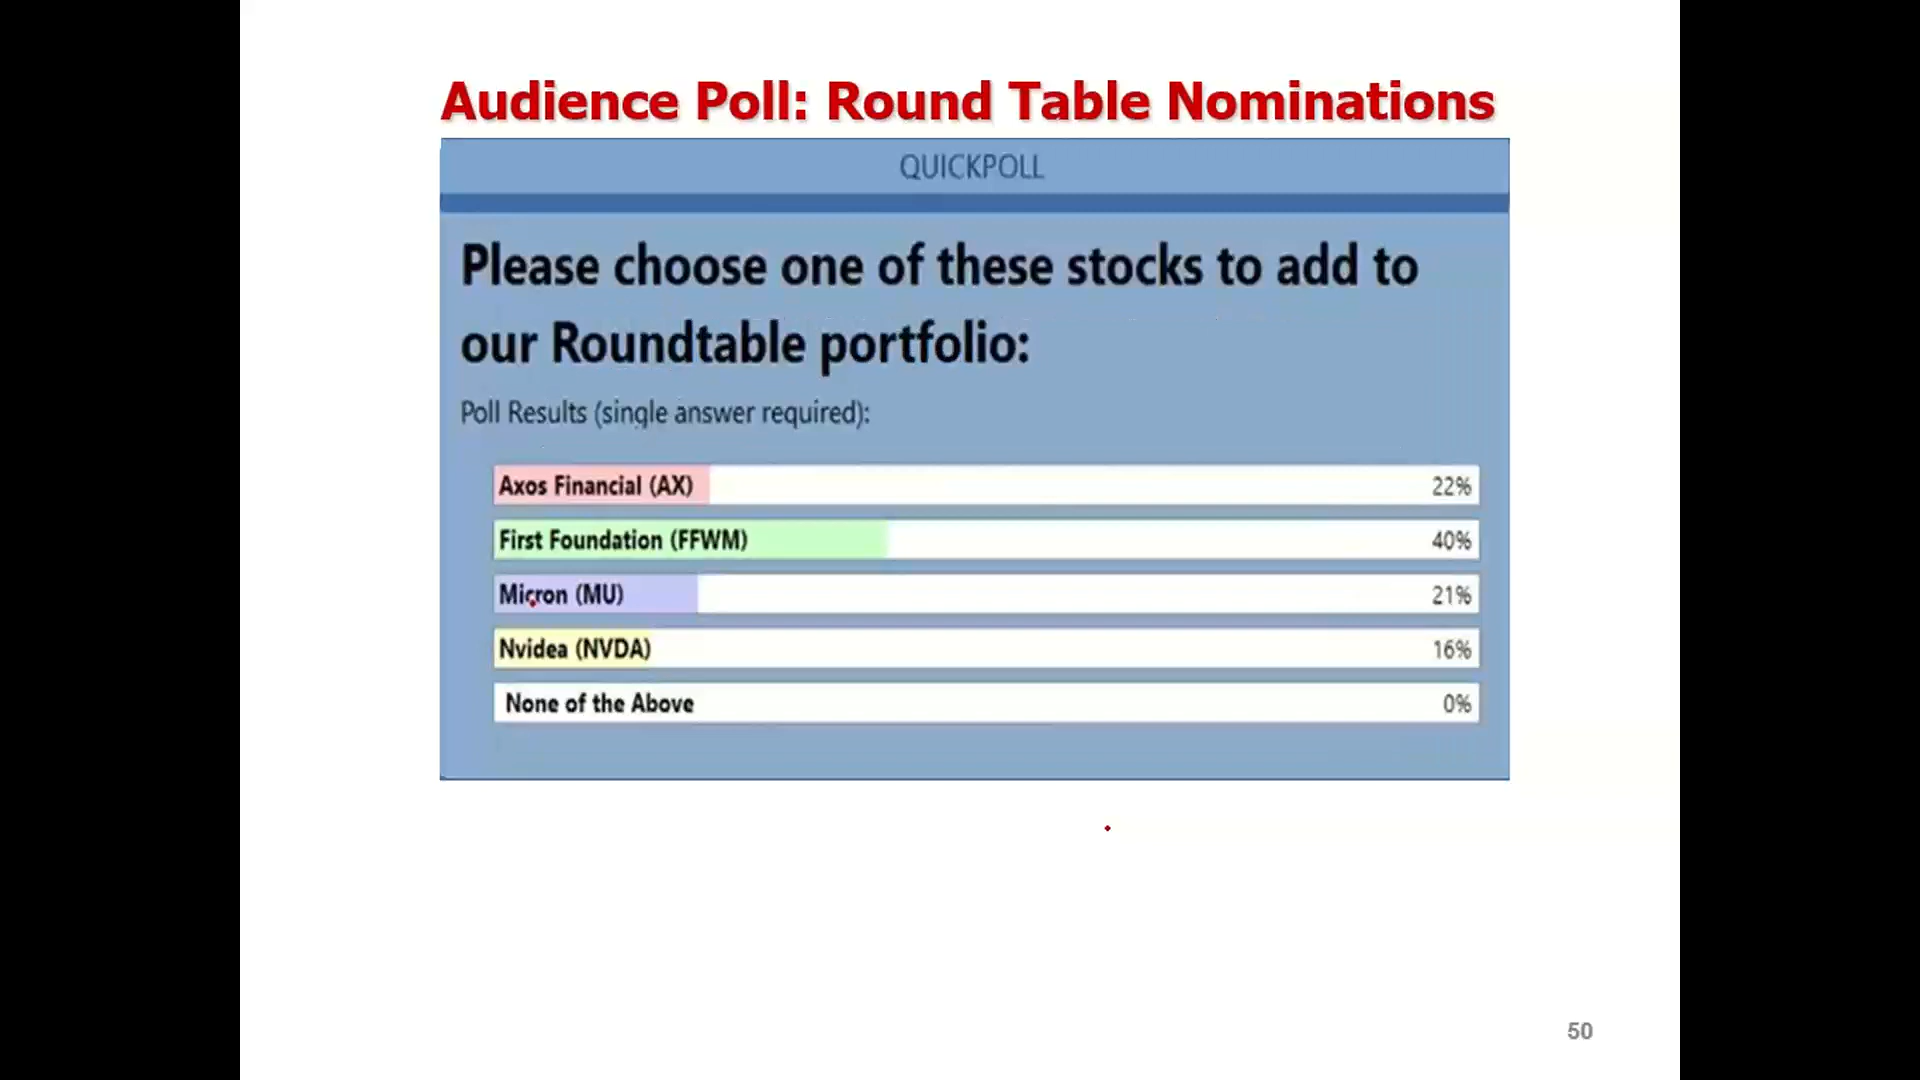 Audience Poll: Round Table Nominations
QUICKPOLL
Please choose one of these stocks to add to
our Roundtable portfolio:
Poll Results (single answer required):
Axos Financial (AX) 22%
First Foundation (FFWM) 40%
Micron (MU) 21%
Nvidea (NVDA) 16%
None of the Above 0%
50